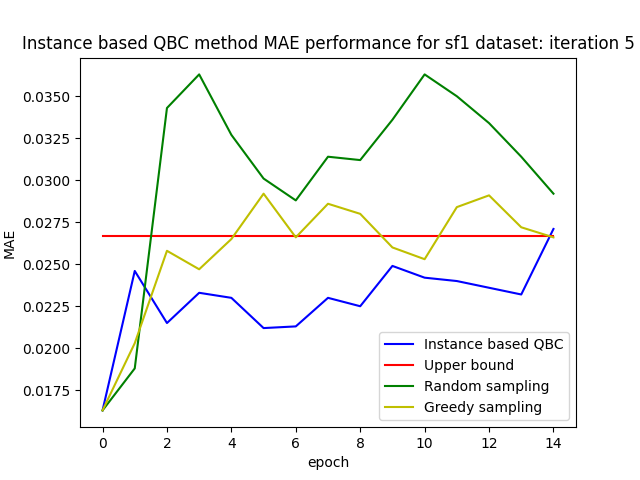 Instance based QBC method MAE performance for sf1 dataset: iteration 5
0.0350
0.0325
0.0300
0.0275
0.0250
0.0225
0.0200
0.0175
MAE
Instance based QBC
Upper bound
Random sampling
Greedy sampling
0 2 4 6 8 10 12 14
epoch